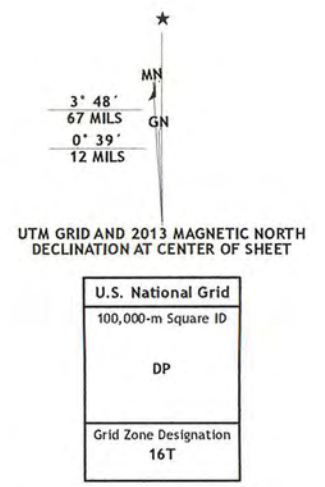 MN
3° 48´
67 MILS
GN
0° 39´
12 MILS
UTM GRID AND 2013 MAGNETIC NORTH
DECLINATION AT CENTER OF SHEET
U.S. National Grid
100,000-m Square ID
DP
Grid Zone Designation
16T